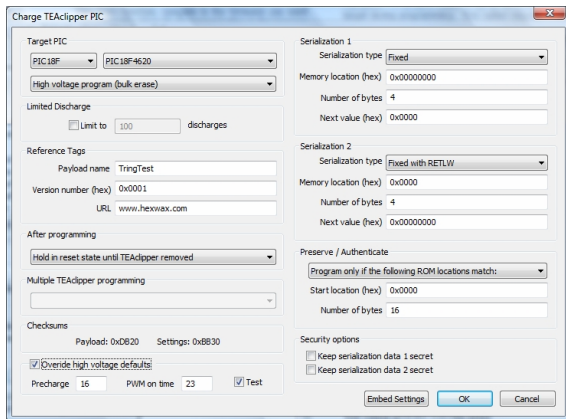 Charge TEAclipper PIC
Target PIC
PIC18F PIC18F4620
High voltage program (bulk erase)
Limited Discharge
Limit to 100 discharges
Reference Tags
Payload name TringTest
Version number (hex) 0x0001
URL www.hexwax.com
After programming
Hold in reset state until TEAclipper removed
Multiple TEAclipper programming
Checksums
Payload: 0xDB20 Settings: 0xBB30
Overide high voltage defaults
Precharge 16 PWM on time 23 Test
Serialization 1
Serialization type Fixed
Memory location (hex) 0x00000000
Number of bytes 4
Next value (hex) 0x0000
Serialization 2
Serialization type Fixed with RETLW
Memory location (hex) 0x0000
Number of bytes 4
Next value (hex) 0x00000000
Preserve / Authenticate
Program only if the following ROM locations match:
Start location (hex) 0x0000
Number of bytes 16
Security options
Keep serialization data 1 secret
Keep serialization data 2 secret
Embed Settings OK Cancel